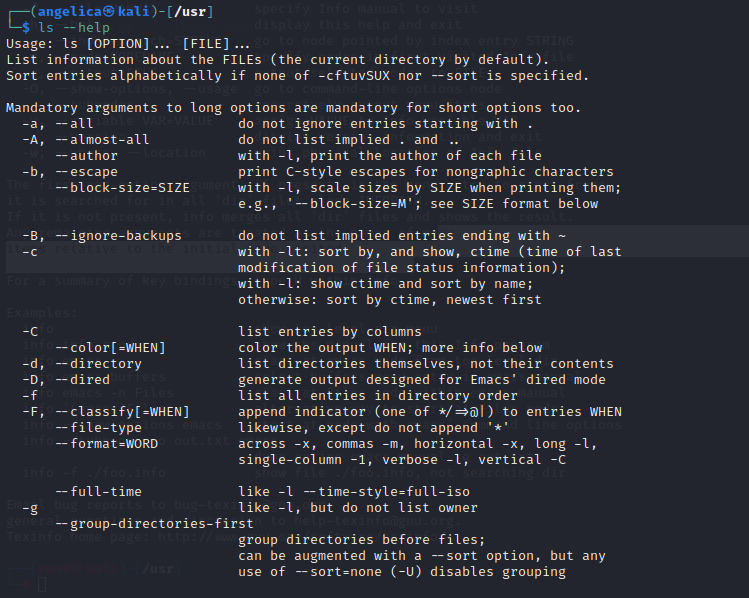 ┌──(angelica㉿kali)-[/usr]
└─$ ls --help
Usage: ls [OPTION]... [FILE]...
List information about the FILEs (the current directory by default).
Sort entries alphabetically if none of -cftuvSUX nor --sort is specified.

Mandatory arguments to long options are mandatory for short options too.
  -a, --all                  do not ignore entries starting with .
  -A, --almost-all           do not list implied . and ..
      --author               with -l, print the author of each file
  -b, --escape               print C-style escapes for nongraphic characters
      --block-size=SIZE      with -l, scale sizes by SIZE when printing them;
                             e.g., '--block-size=M'; see SIZE format below

  -B, --ignore-backups       do not list implied entries ending with ~
  -c                         with -lt: sort by, and show, ctime (time of last
                             modification of file status information);
                             with -l: show ctime and sort by name;
                             otherwise: sort by ctime, newest first

  -C                         list entries by columns
      --color[=WHEN]         color the output WHEN; more info below
  -d, --directory            list directories themselves, not their contents
  -D, --dired                generate output designed for Emacs' dired mode
  -f                         list all entries in directory order
  -F, --classify[=WHEN]      append indicator (one of */=>@|) to entries WHEN
      --file-type            likewise, except do not append '*'
      --format=WORD          across -x, commas -m, horizontal -x, long -l,
                             single-column -1, verbose -l, vertical -C

      --full-time            like -l --time-style=full-iso
  -g                         like -l, but do not list owner
      --group-directories-first
                             group directories before files;
                             can be augmented with a --sort option, but any
                             use of --sort=none (-U) disables grouping